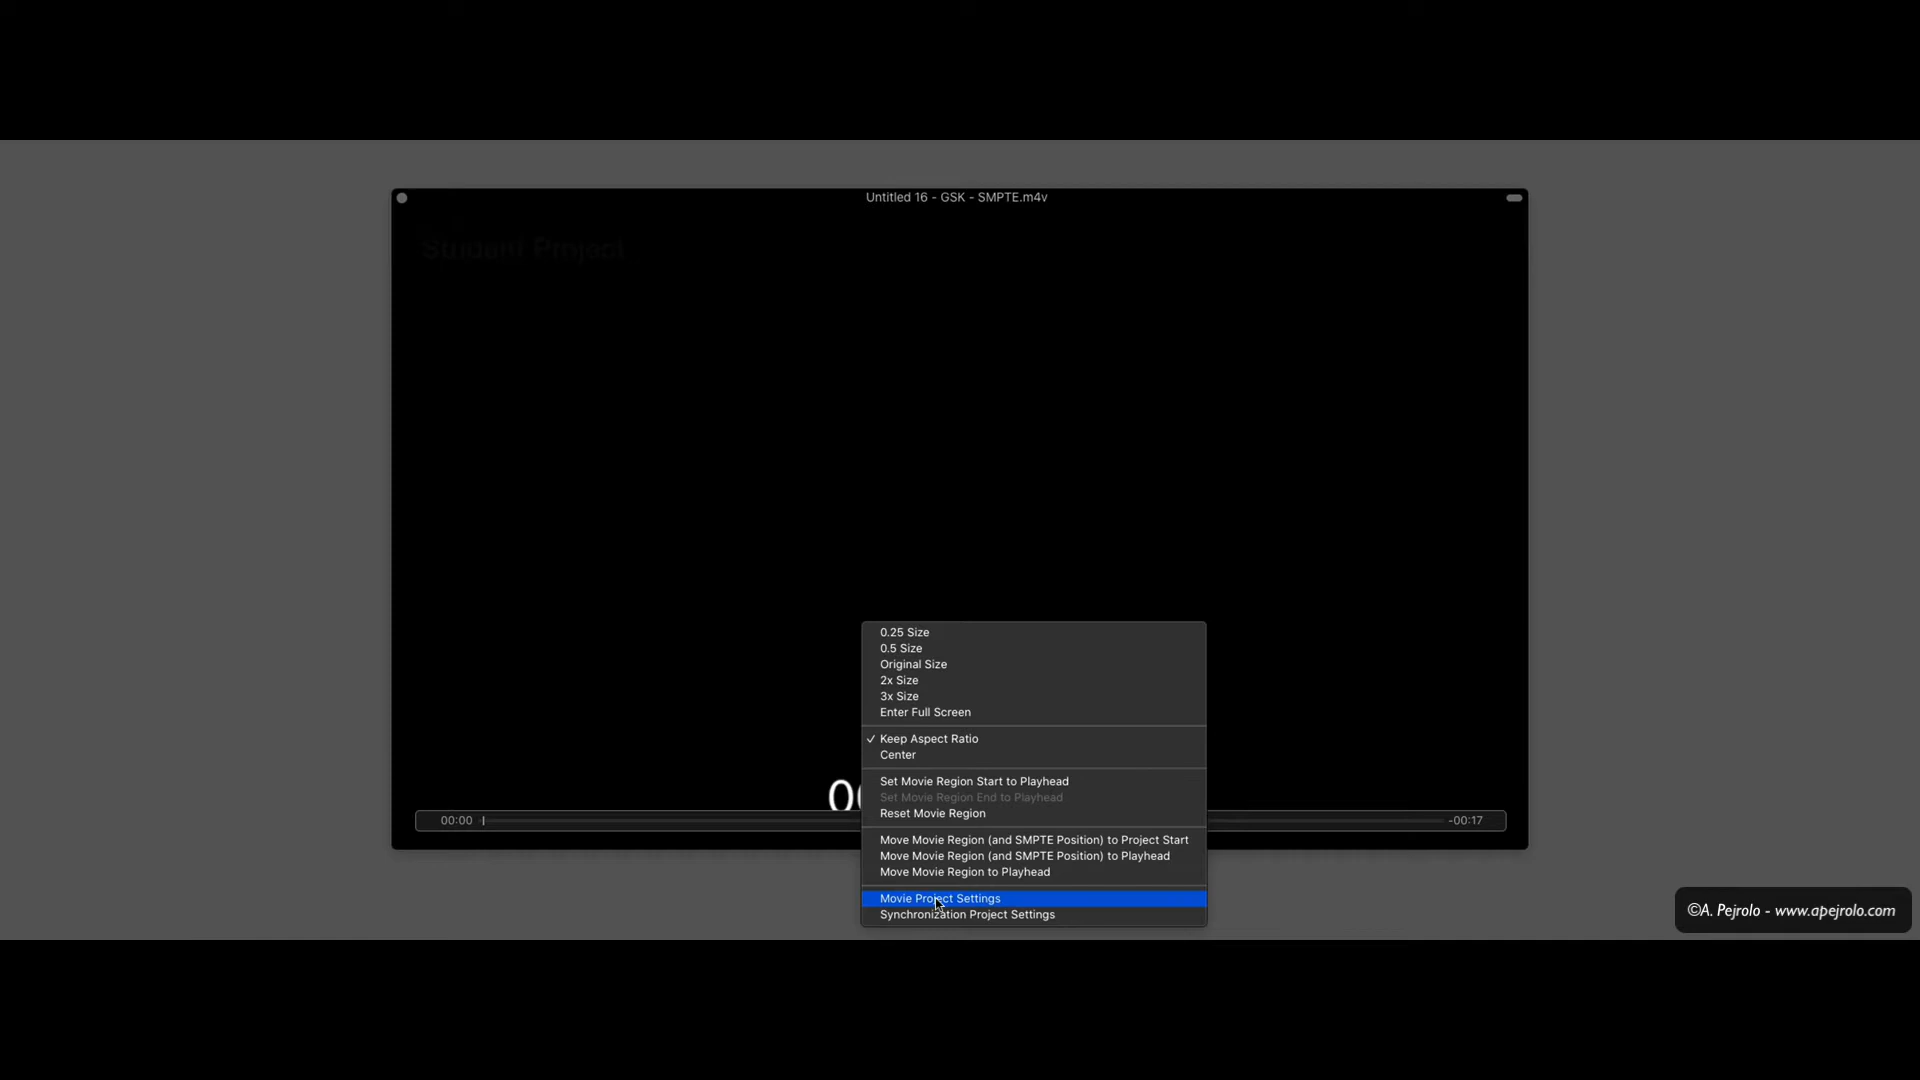 Untitled 16 - GSK - SMPTE.m4v
Student Project
0.25 Size
0.5 Size
Original Size
2x Size
3x Size
Enter Full Screen
✓ Keep Aspect Ratio
Center
Set Movie Region Start to Playhead
Set Movie Region End to Playhead
Reset Movie Region
00:00
-00:17
Move Movie Region (and SMPTE Position) to Project Start
Move Movie Region (and SMPTE Position) to Playhead
Move Movie Region to Playhead
Movie Project Settings
Synchronization Project Settings
©A. Pejrolo - www.apejrolo.com